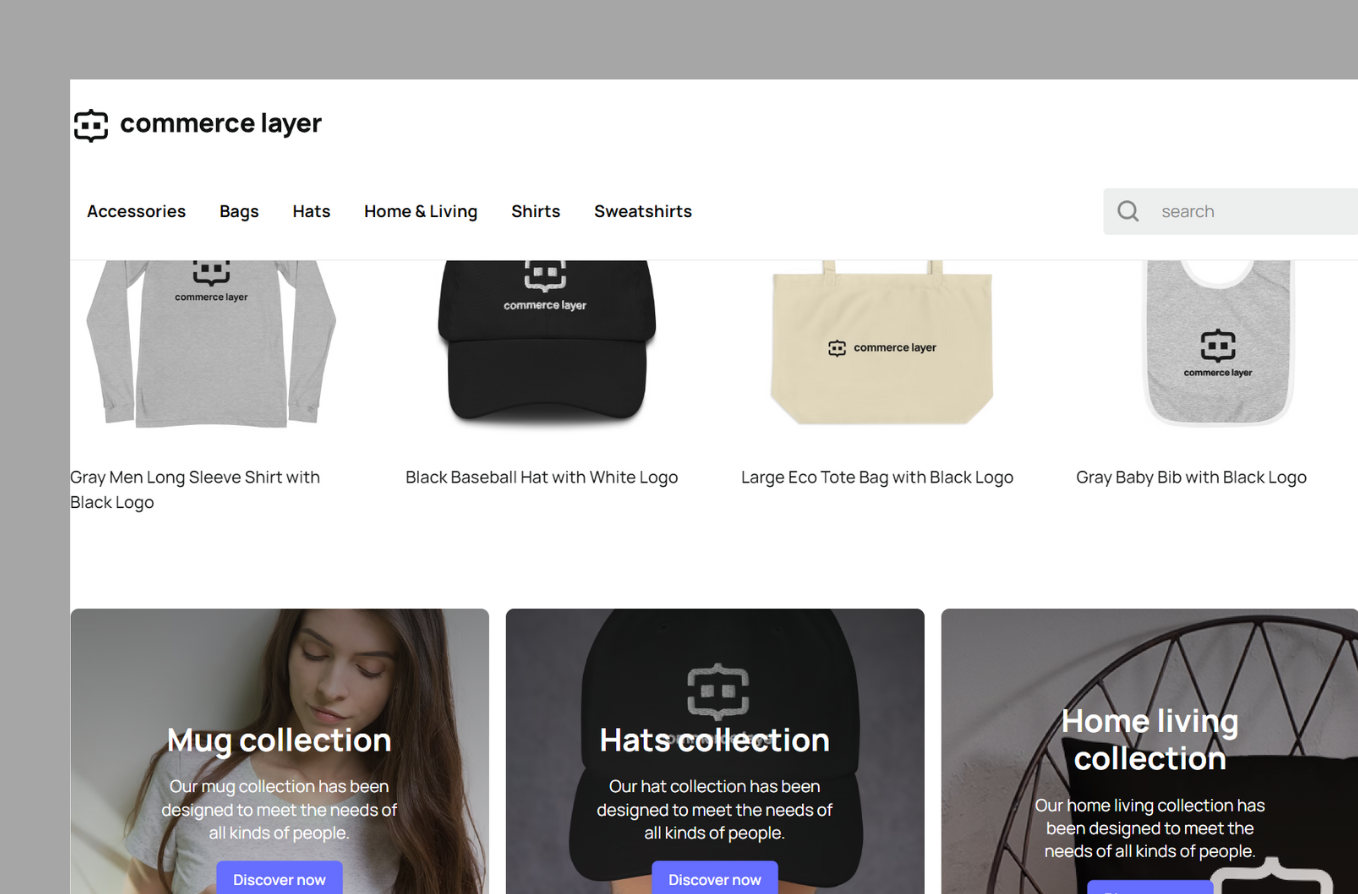 commerce layer
Accessories Bags Hats Home & Living Shirts Sweatshirts
search
commerce layer
commerce layer
commerce layer
commerce layer
Gray Men Long Sleeve Shirt with
Black Logo
Black Baseball Hat with White Logo
Large Eco Tote Bag with Black Logo
Gray Baby Bib with Black Logo
Mug collection
Our mug collection has been
designed to meet the needs of
all kinds of people.
Discover now
Hats collection
Our hat collection has been
designed to meet the needs of
all kinds of people.
Discover now
Home living
collection
Our home living collection has
been designed to meet the
needs of all kinds of people.